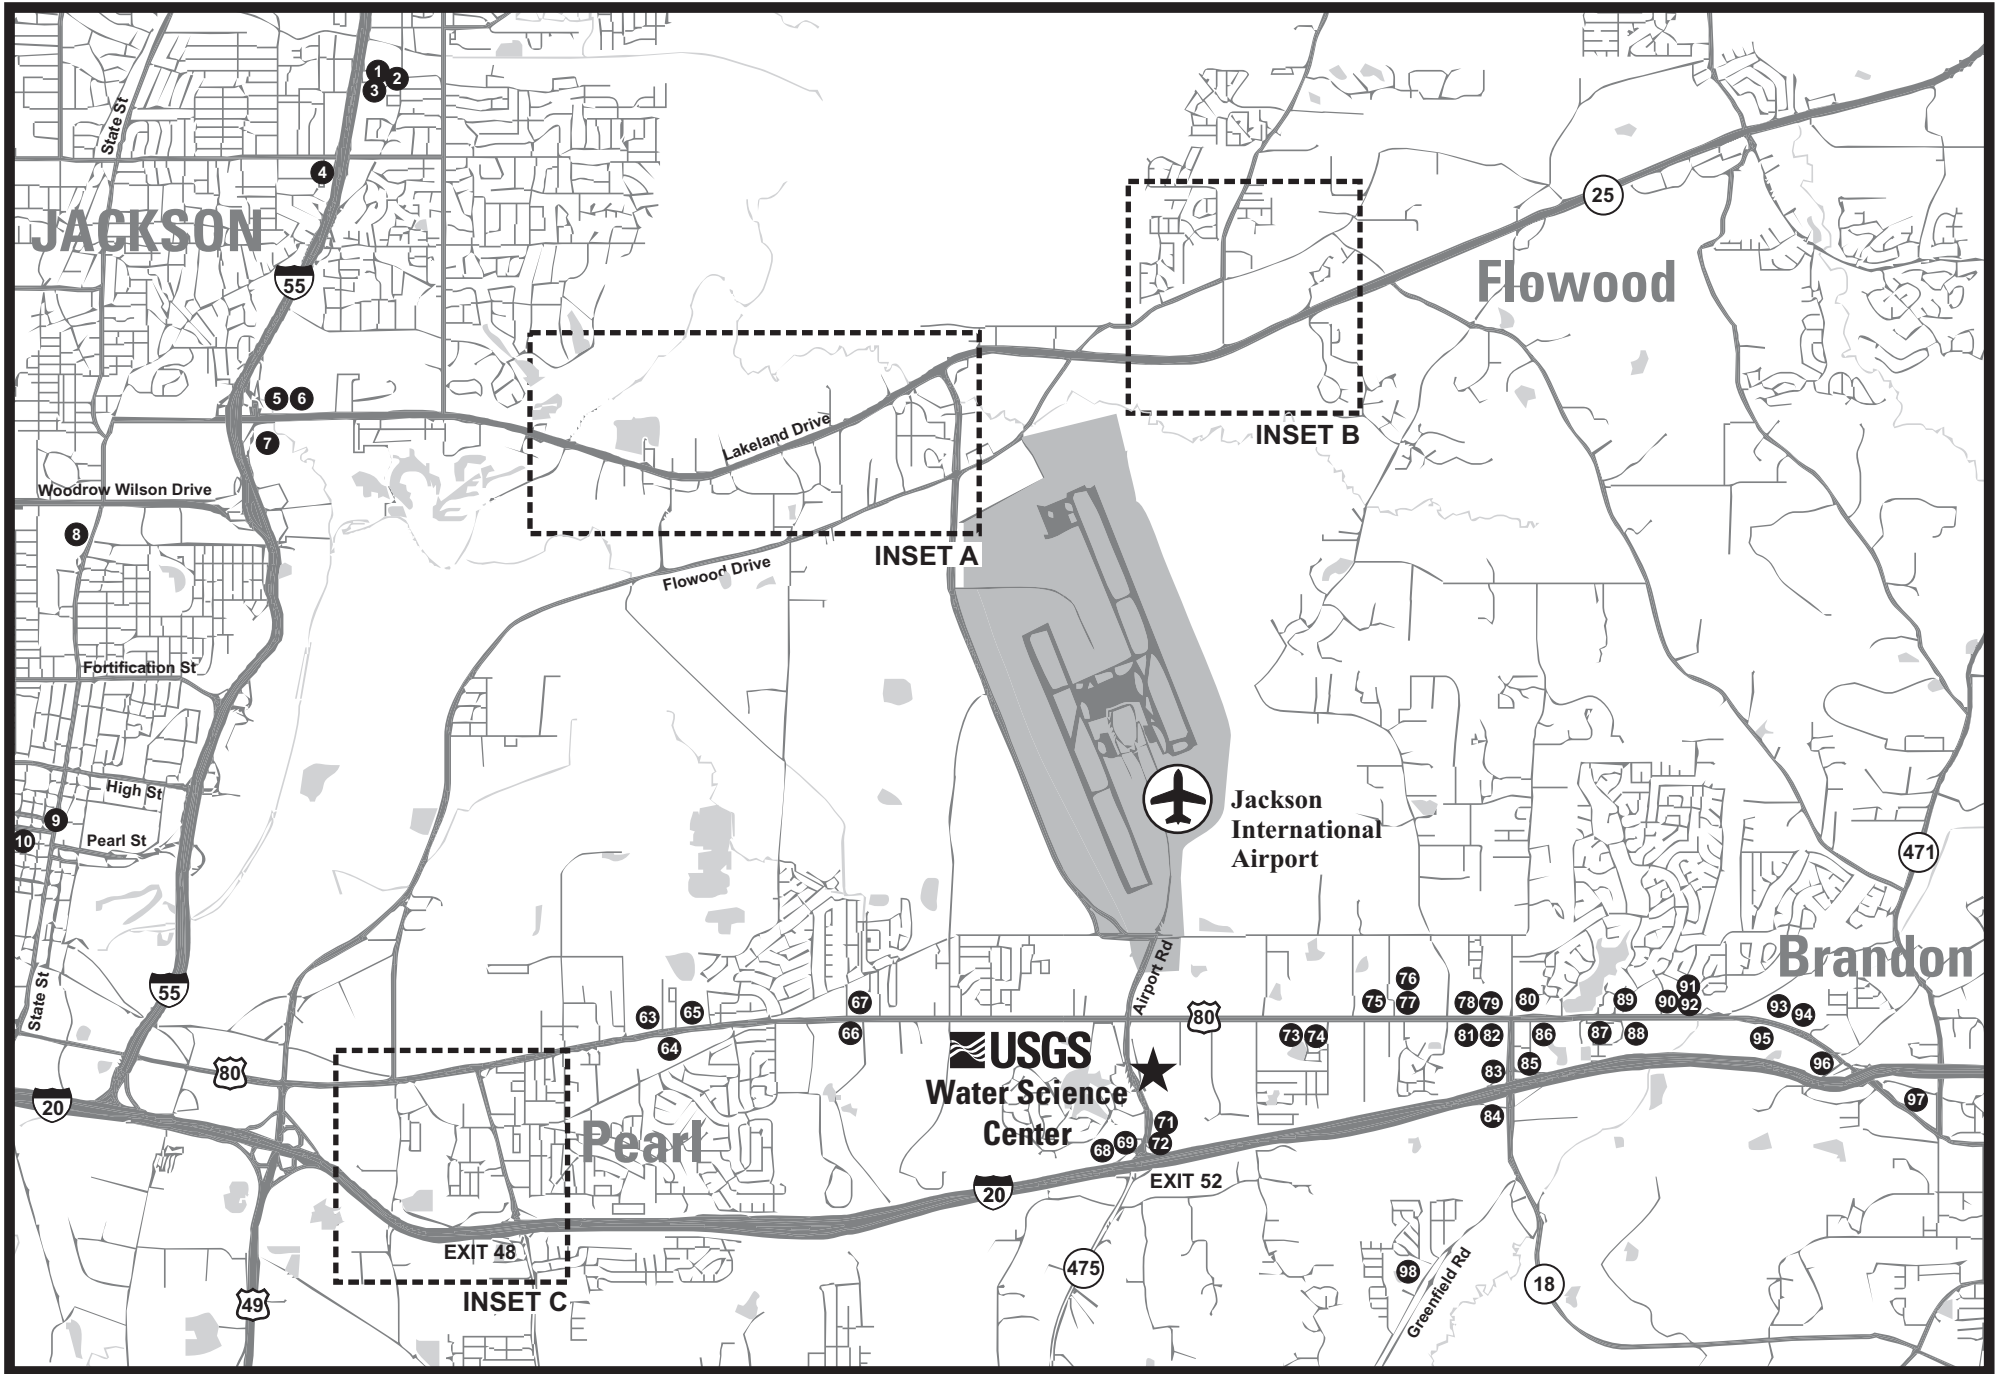 1
2
3
State St
4
25
JACKSON
55
Flowood
5 6
Lakeland Drive
INSET B
7
Woodrow Wilson Drive
8
INSET A
Flowood Drive
Fortification St
High St
Jackson
International
Airport
9
Pearl St
10
471
Brandon
State St
55
Airport Rd
63
65
64
67
66
80
75
76
77
73 74
78 79
80
81 82
86
89
87
88
90
91
92
93
94
95
USGS
Water Science
Center
80
20
83
85
84
96
97
Pearl
68
69
71
72
EXIT 52
20
EXIT 48
INSET C
49
475
98
Greenfield Rd
18